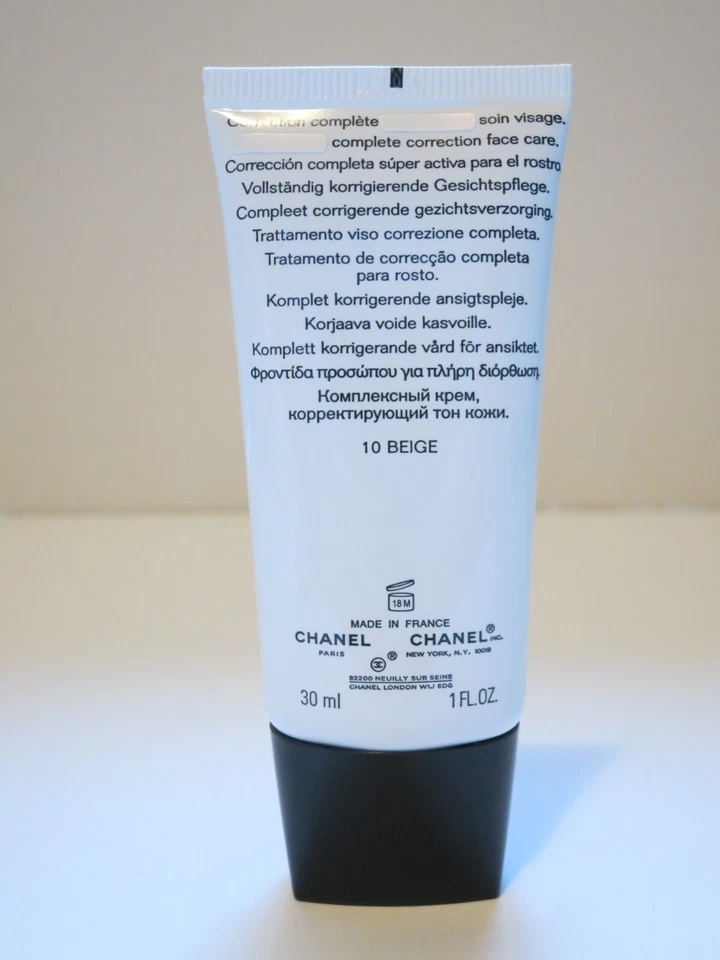 Correction complète soin visage.
complete correction face care.
Corrección completa súper activa para el rostro
Vollständig korrigierende Gesichtspflege.
Compleet corrigerende gezichtsverzorging.
Trattamento viso correzione completa.
Tratamento de correcção completa
para rosto.
Komplet korrigerende ansigtspleje.
Korjaava voide kasvoille.
Komplett korrigerande vård för ansiktet.
Φροντίδα προσώπου για πλήρη διόρθωση.
Комплексный крем,
корректирующий тон кожи.
10 BEIGE
18 M
MADE IN FRANCE
CHANEL CHANEL® INC.
PARIS NEW YORK, N.Y. 10019
®
92200 NEUILLY SUR SEINE
CHANEL LONDON W1J 6DG
30 ml 1 FL.OZ.